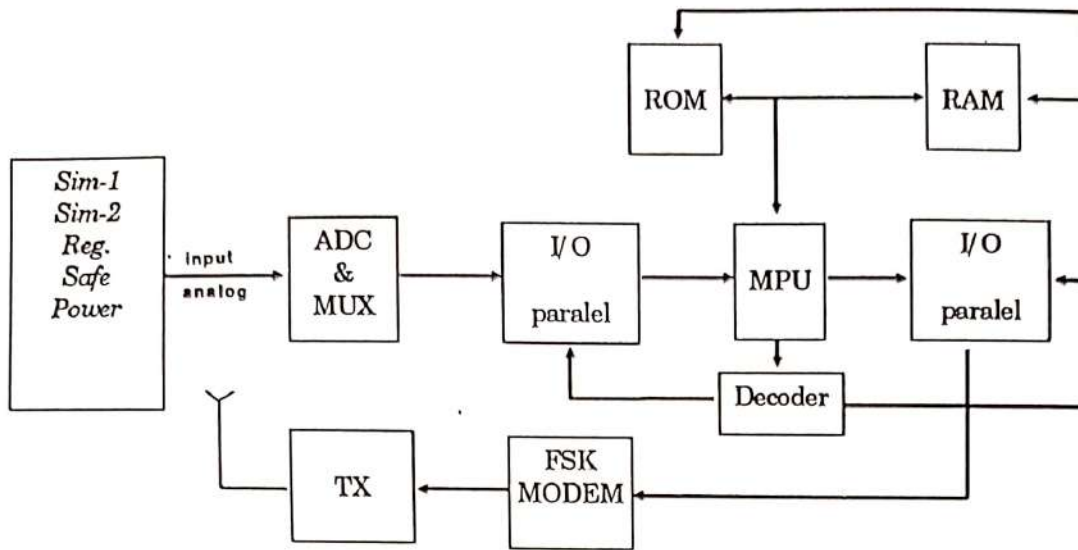 ROM
RAM
Sim-1
Sim-2
Reg.
Safe
Power
input
analog
ADC
&
MUX
I/O
paralel
MPU
I/O
paralel
Decoder
TX
FSK
MODEM